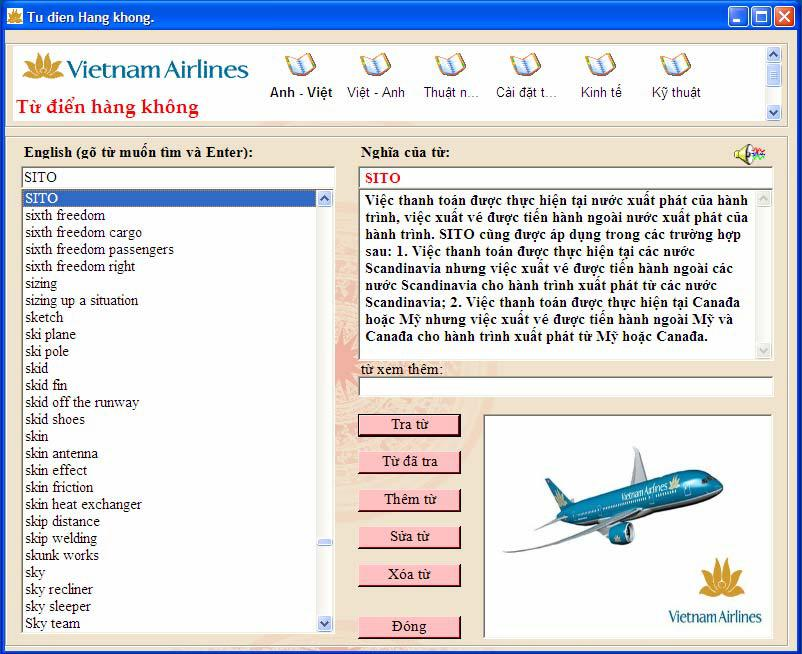 Tu dien Hang khong.
Vietnam Airlines
Từ điển hàng không
Anh - Việt
Việt - Anh
Thuật n...
Cài đặt t...
Kinh tế
Kỹ thuật
English (gõ từ muốn tìm và Enter):
SITO
SITO
sixth freedom
sixth freedom cargo
sixth freedom passengers
sixth freedom right
sizing
sizing up a situation
sketch
ski plane
ski pole
skid
skid fin
skid off the runway
skid shoes
skin
skin antenna
skin effect
skin friction
skin heat exchanger
skip distance
skip welding
skunk works
sky
sky recliner
sky sleeper
Sky team
Nghĩa của từ:
SITO
Việc thanh toán được thực hiện tại nước xuất phát của hành
trình, việc xuất vé được tiến hành ngoài nước xuất phát của
hành trình. SITO cũng được áp dụng trong các trường hợp
sau: 1. Việc thanh toán được thực hiện tại các nước
Scandinavia nhưng việc xuất vé được tiến hành ngoài các
nước Scandinavia cho hành trình xuất phát từ các nước
Scandinavia; 2. Việc thanh toán được thực hiện tại Canađa
hoặc Mỹ nhưng việc xuất vé được tiến hành ngoài Mỹ và
Canađa cho hành trình xuất phát từ Mỹ hoặc Canađa.
từ xem thêm:
Tra từ
Từ đã tra
Thêm từ
Sửa từ
Xóa từ
Đóng
Vietnam Airlines
Vietnam Airlines